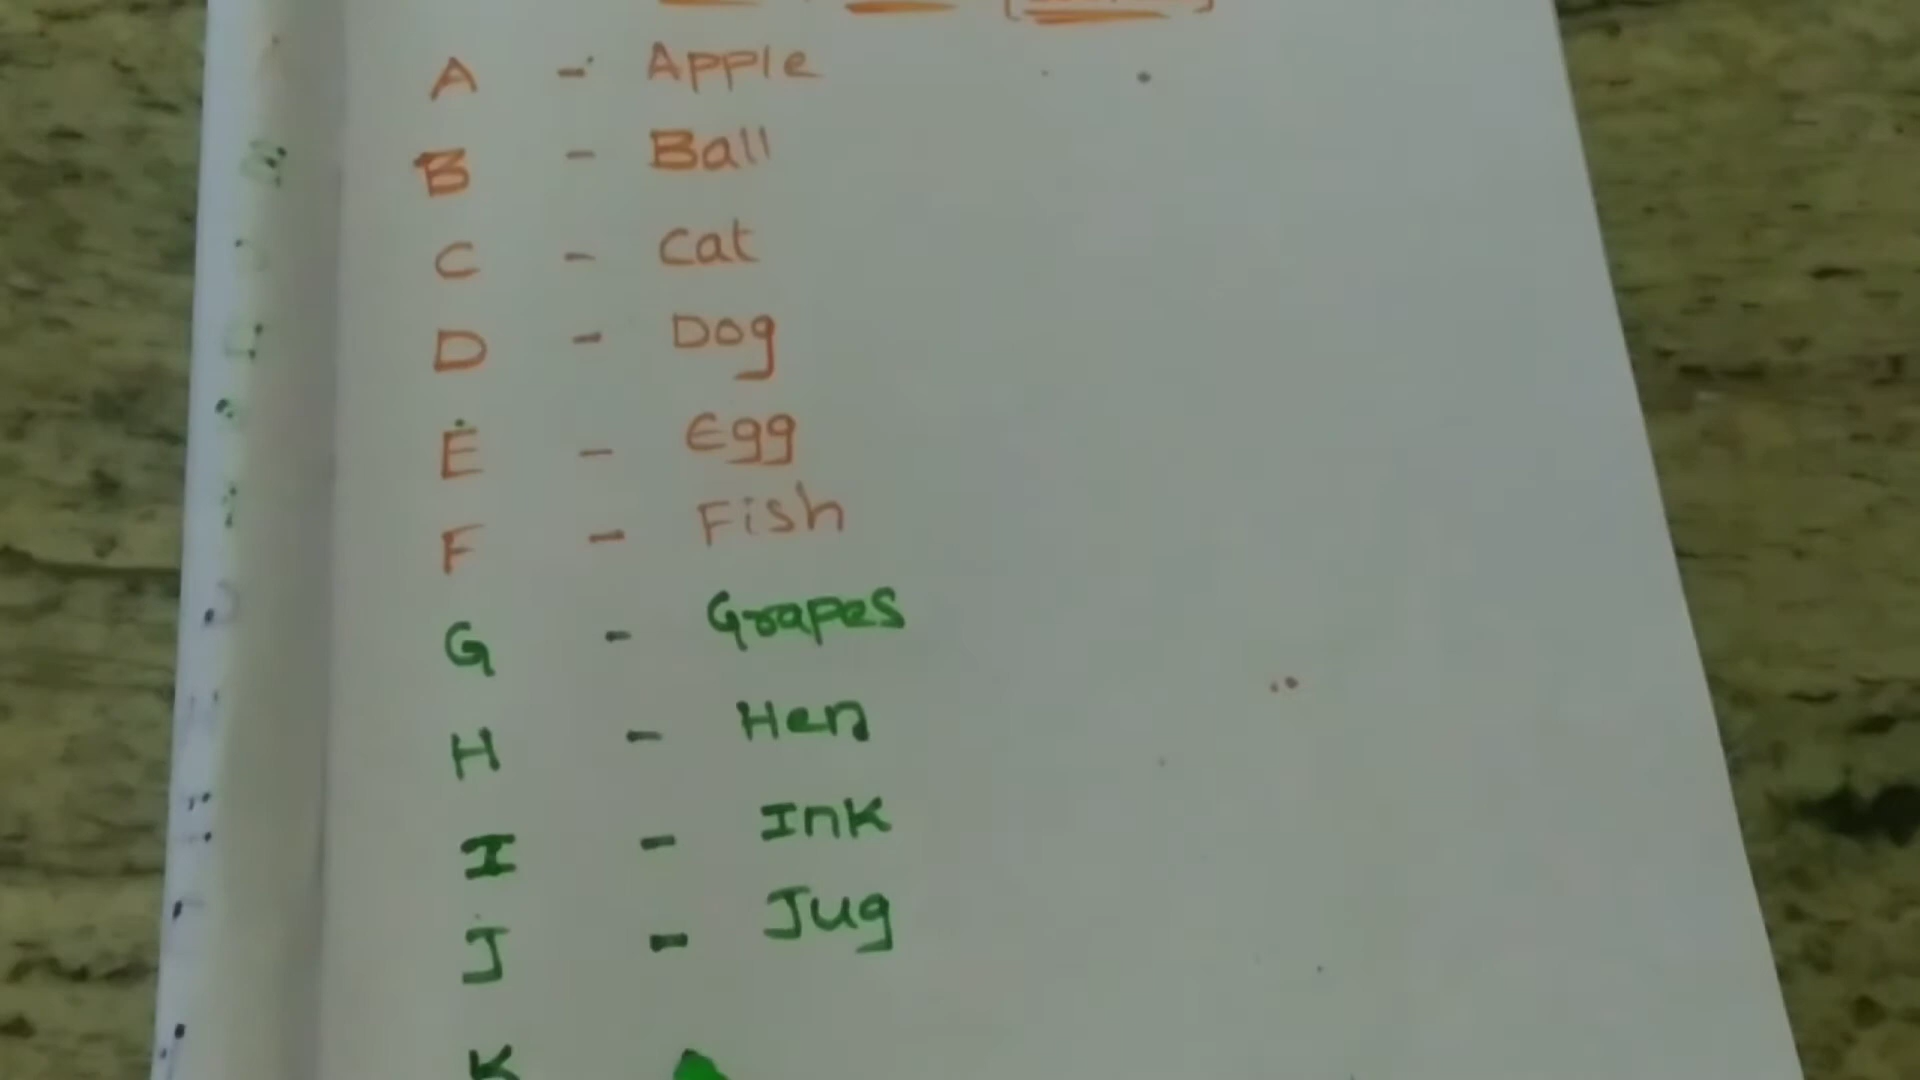 A - Apple
B - Ball
C - Cat
D - Dog
E - Egg
F - Fish
G - Grapes
H - Hen
I - Ink
J - Jug
K